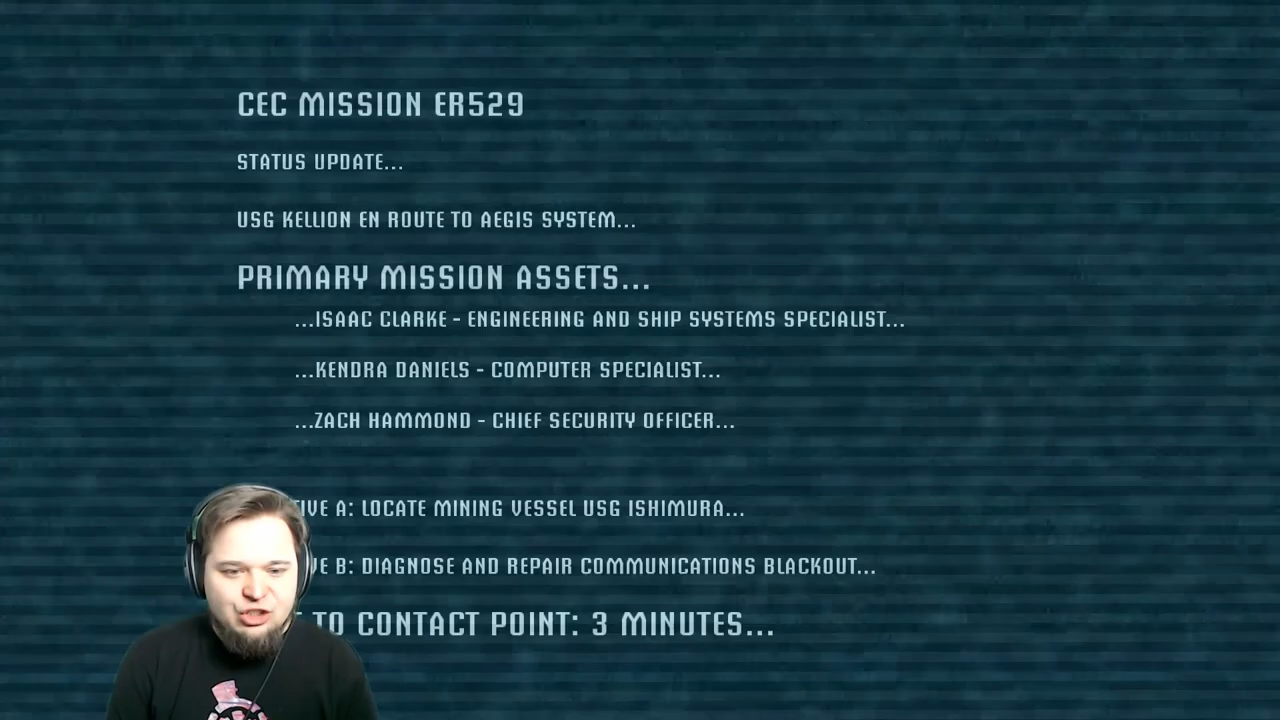 CEC MISSION ER529
STATUS UPDATE...
USG KELLION EN ROUTE TO AEGIS SYSTEM...
PRIMARY MISSION ASSETS...
...ISAAC CLARKE - ENGINEERING AND SHIP SYSTEMS SPECIALIST...
...KENDRA DANIELS - COMPUTER SPECIALIST...
...ZACH HAMMOND - CHIEF SECURITY OFFICER...
A: LOCATE MINING VESSEL USG ISHIMURA...
B: DIAGNOSE AND REPAIR COMMUNICATIONS BLACKOUT...
TO CONTACT POINT: 3 MINUTES...